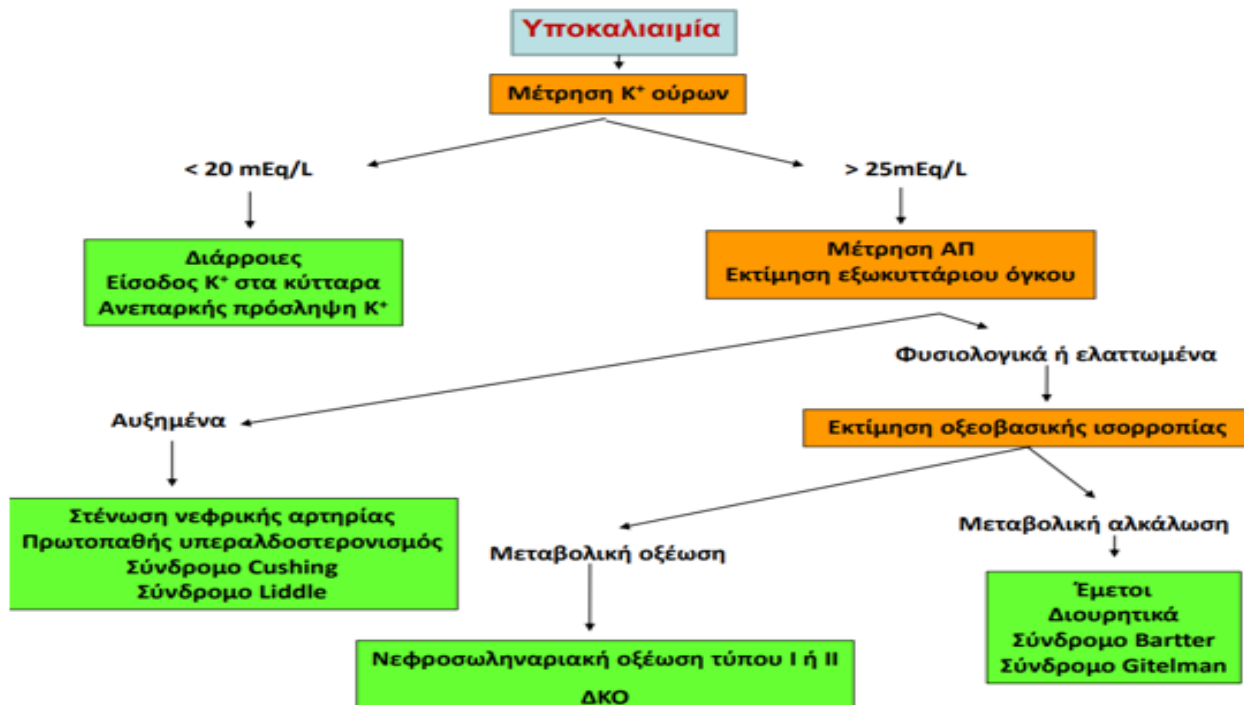 Υποκαλιαιμία
Μέτρηση Κ⁺ ούρων
< 20 mEq/L
> 25mEq/L
Διάρροιες
Είσοδος Κ⁺ στα κύτταρα
Ανεπαρκής πρόσληψη Κ⁺
Μέτρηση ΑΠ
Εκτίμηση εξωκυττάριου όγκου
Φυσιολογικά ή ελαττωμένα
Αυξημένα
Εκτίμηση οξεοβασικής ισορροπίας
Στένωση νεφρικής αρτηρίας
Πρωτοπαθής υπεραλδοστερονισμός
Σύνδρομο Cushing
Σύνδρομο Liddle
Μεταβολική οξέωση
Μεταβολική αλκάλωση
Νεφροσωληναριακή οξέωση τύπου Ι ή ΙΙ
ΔΚΟ
Έμετοι
Διουρητικά
Σύνδρομο Bartter
Σύνδρομο Gitelman